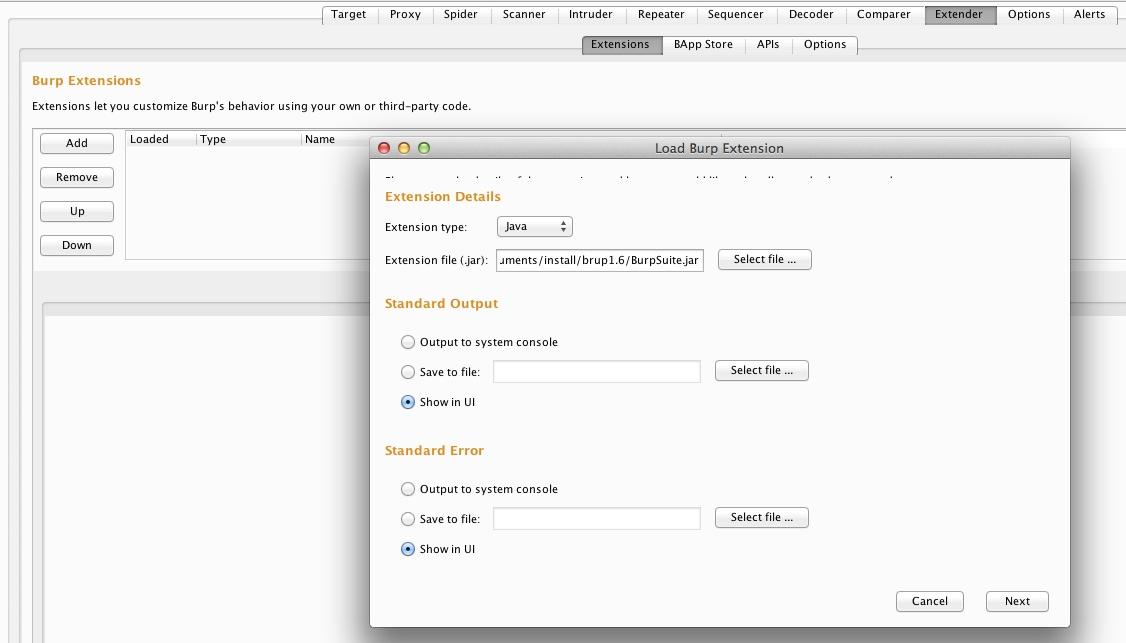 Target Proxy Spider Scanner Intruder Repeater Sequencer Decoder Comparer Extender Options Alerts
Extensions BApp Store APIs Options
Burp Extensions
Extensions let you customize Burp's behavior using your own or third-party code.
Add
Remove
Up
Down
Loaded Type Name
Load Burp Extension
Extension Details
Extension type: Java
Extension file (.jar): uments/install/brup1.6/BurpSuite.jar Select file ...
Standard Output
Output to system console
Save to file: Select file ...
Show in UI
Standard Error
Output to system console
Save to file: Select file ...
Show in UI
Cancel Next